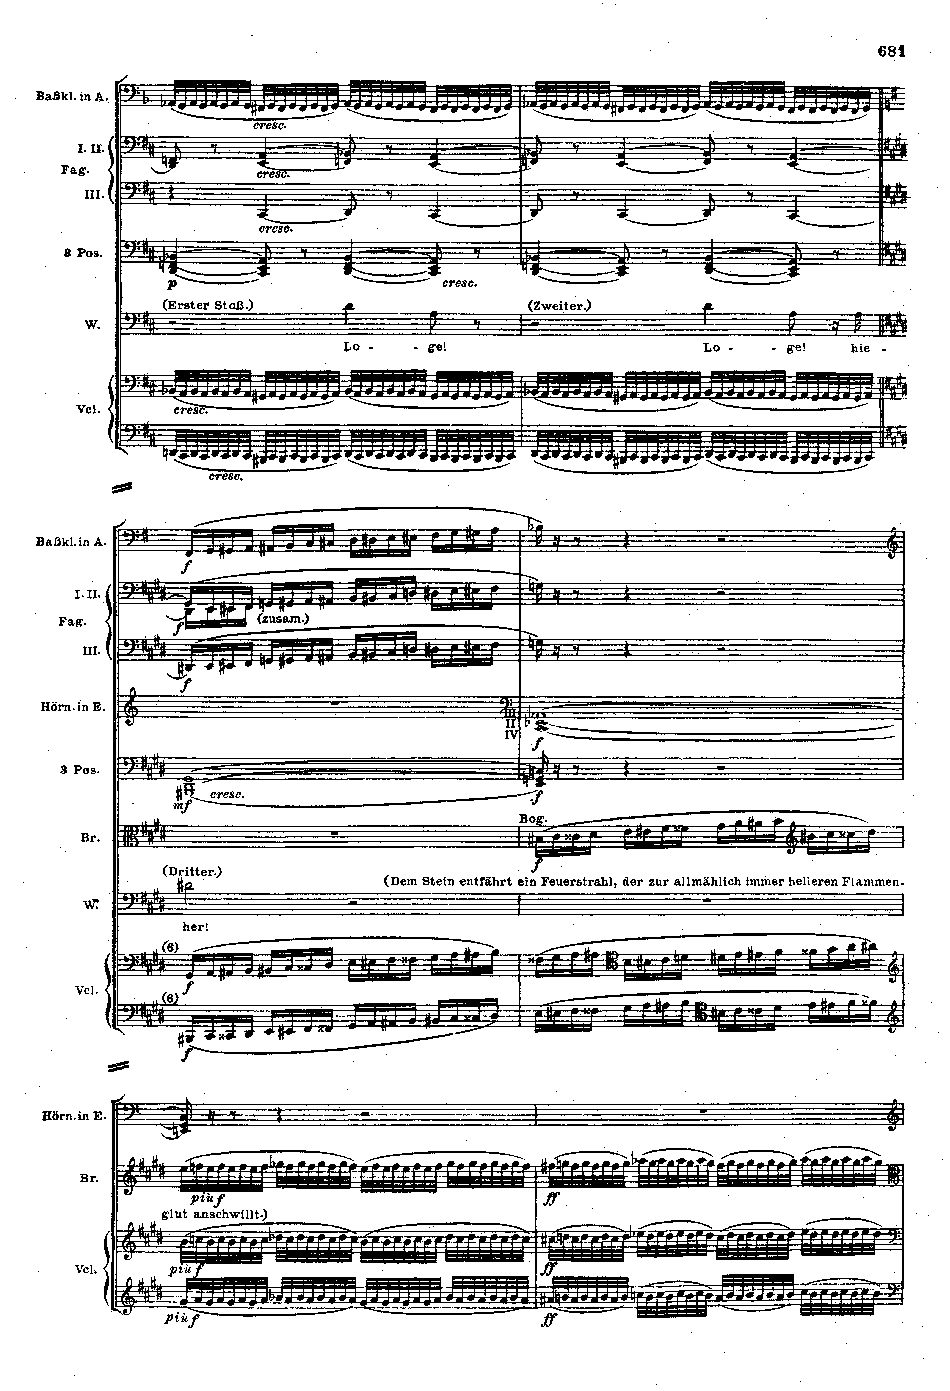 681
Baßkl. in A.
cresc.
I. II.
Fag.
cresc.
III.
cresc.
3 Pos.
p cresc.
(Erster Stoß.) (Zweiter.)
W.
Lo - - ge! Lo - - ge! hie -
Vcl.
cresc.
cresc.
Baßkl. in A.
f
I. II.
f (zusam.)
Fag.
III.
f
Hörn. in E.
III
II
IV
f
3 Pos.
mf cresc. f
Bog.
Br.
f
(Dritter.) (Dem Stein entfährt ein Feuerstrahl, der zur allmählich immer helleren Flammen-
W.
her!
(6)
f
Vcl.
(6)
f
Hörn. in E.
Br.
più f ff
glut anschwillt.)
più f ff
Vcl.
più f ff